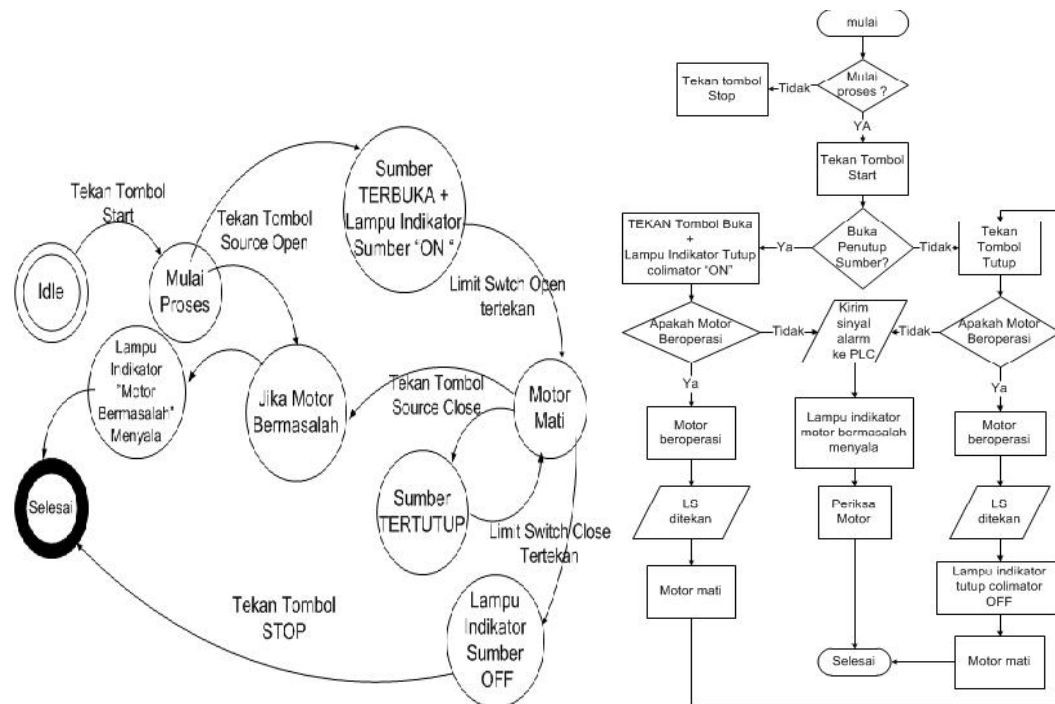 Tekan Tombol
Start
Idle
Mulai
Proses
Tekan Tombol
Source Open
Sumber
TERBUKA +
Lampu Indikator
Sumber “ON “
Limit Swtch Open
tertekan
Motor
Mati
Tekan Tombol
Source Close
Jika Motor
Bermasalah
Lampu
Indikator
"Motor
Bermasalah"
Menyala
Selesai
Sumber
TERTUTUP
Limit Switch Close
Tertekan
Lampu
Indikator
Sumber
OFF
Tekan Tombol
STOP
mulai
Mulai
proses ?
Tidak
Tekan tombol
Stop
YA
Tekan Tombol
Start
Buka
Penutup
Sumber?
Ya
Tidak
TEKAN Tombol Buka
+
Lampu Indikator Tutup
colimator “ON”
Tekan
Tombol
Tutup
Apakah Motor
Beroperasi
Tidak
Kirim
sinyal
alarm
ke PLC
Tidak
Apakah Motor
Beroperasi
Ya
Ya
Motor
beroperasi
Lampu indikator
motor bermasalah
menyala
Motor
beroperasi
LS
ditekan
Periksa
Motor
LS
ditekan
Motor mati
Lampu indikator
tutup colimator
OFF
Selesai
Motor mati